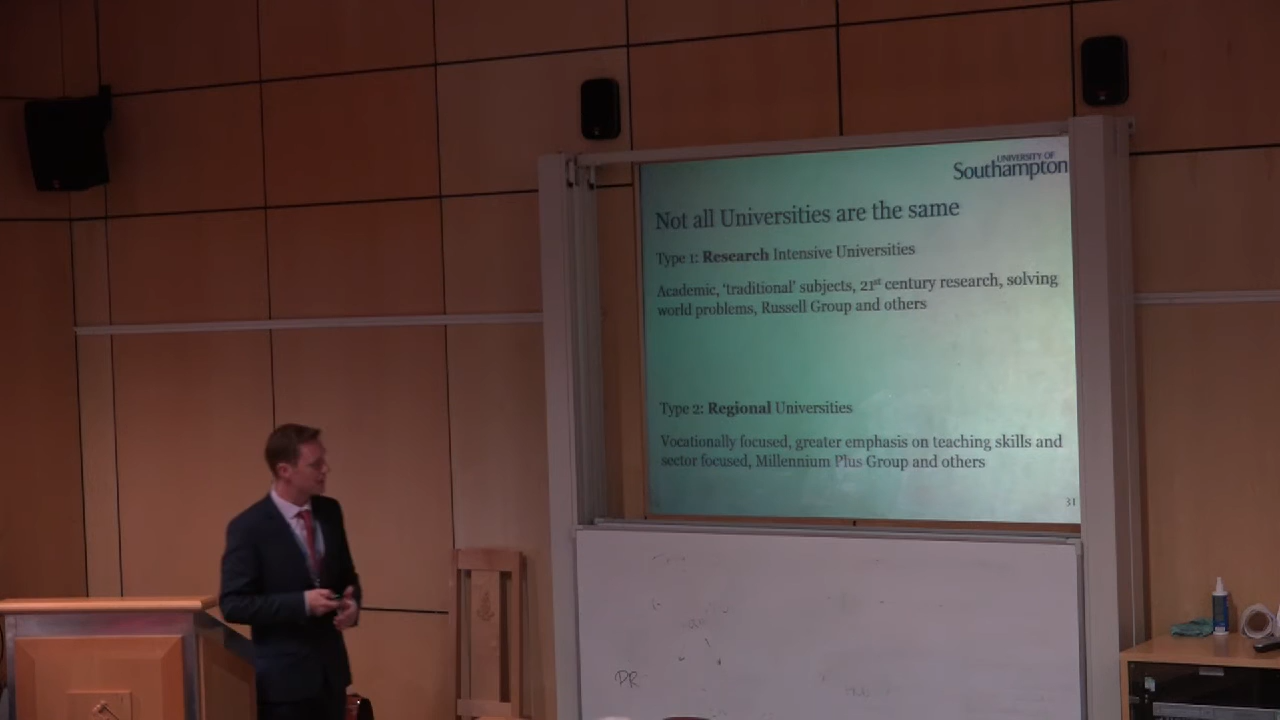 UNIVERSITY OF
Southampton
Not all Universities are the same
Type 1: Research Intensive Universities
Academic, 'traditional' subjects, 21st century research, solving
world problems, Russell Group and others
Type 2: Regional Universities
Vocationally focused, greater emphasis on teaching skills and
sector focused, Millennium Plus Group and others
31
DR